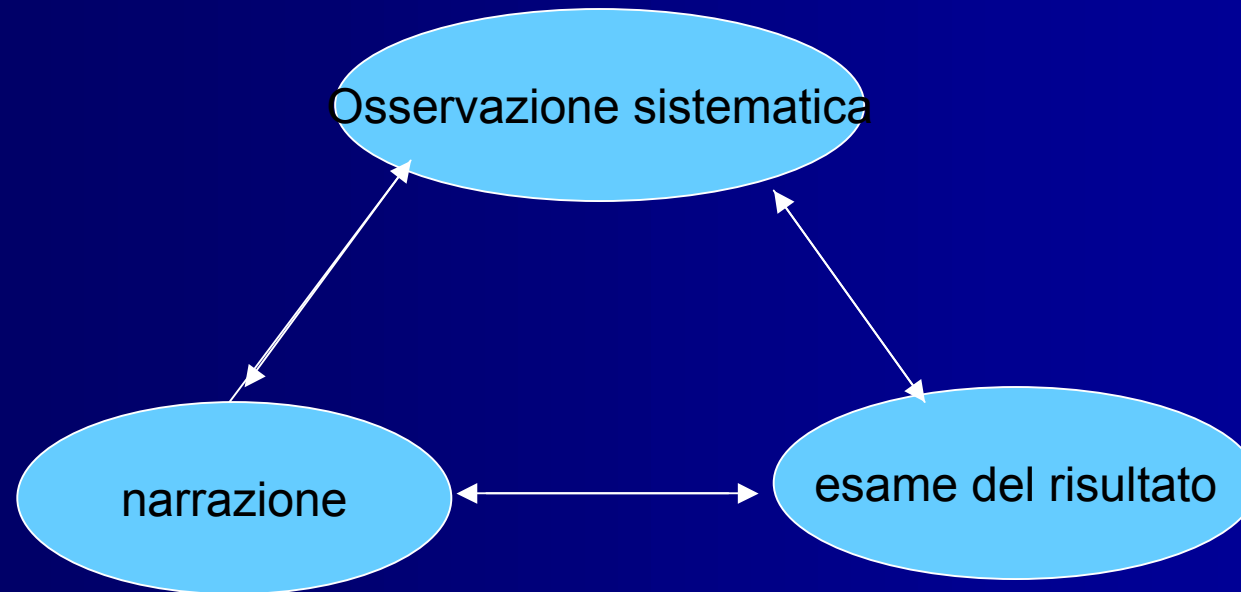 Osservazione sistematica
narrazione
esame del risultato